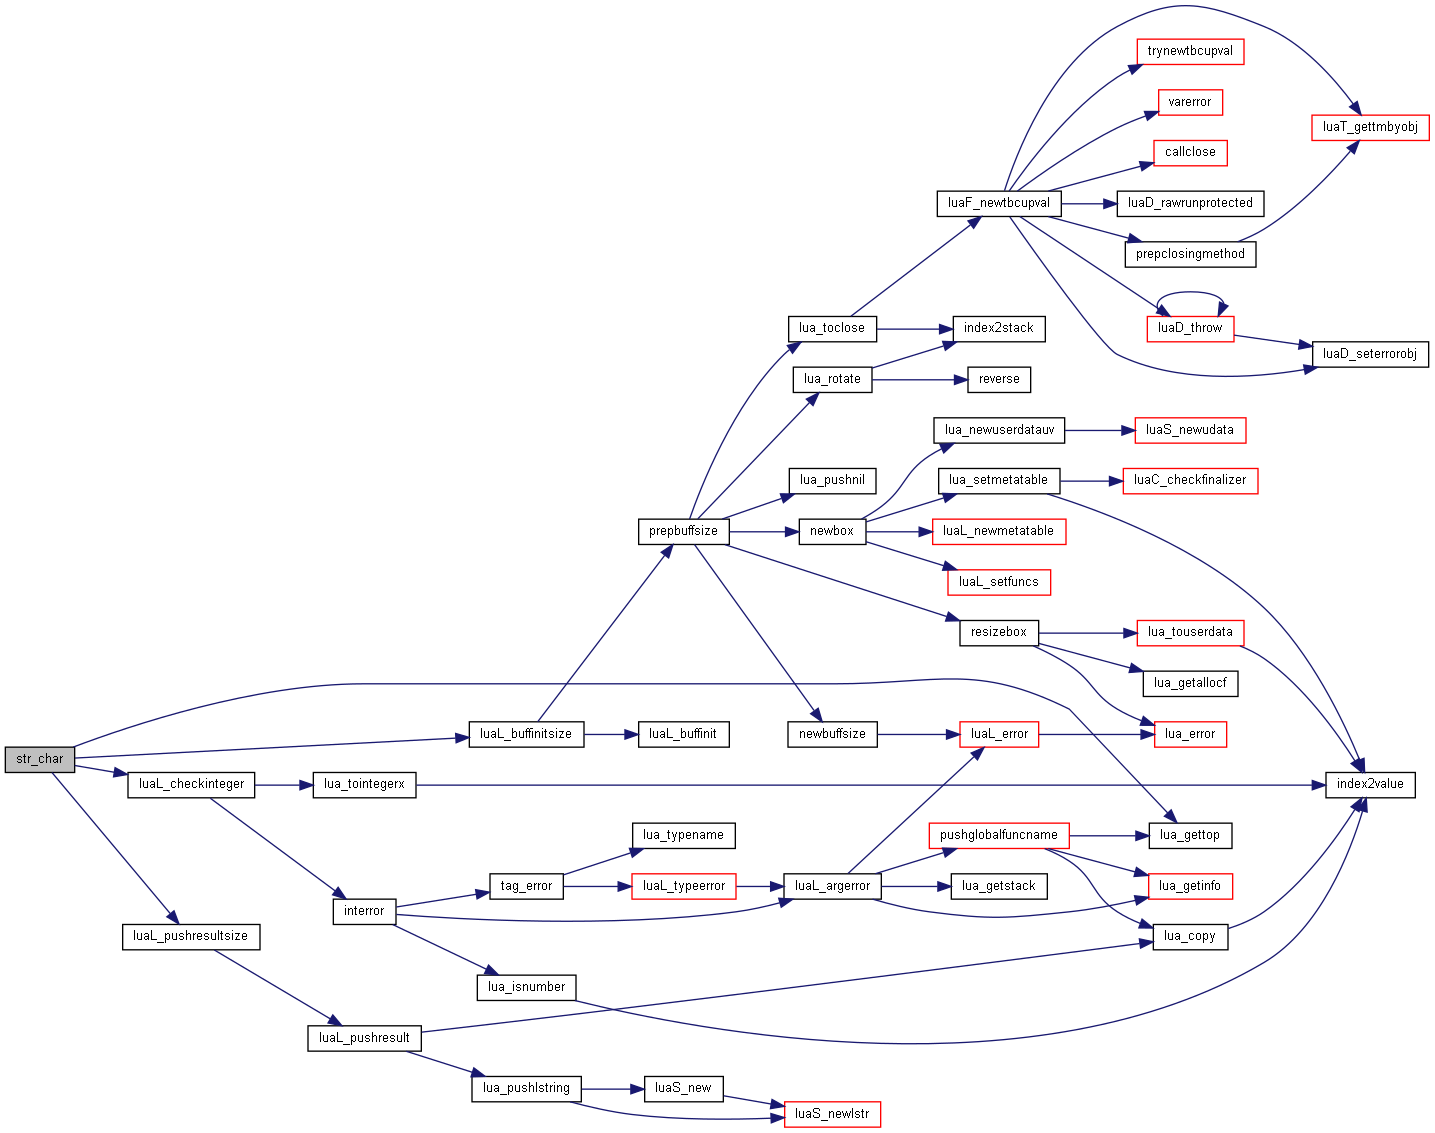 trynewtbcupval
varerror
luaT_gettmbyobj
callclose
luaF_newtbcupval
luaD_rawrunprotected
prepclosingmethod
lua_toclose
index2stack
luaD_throw
luaD_seterrorobj
lua_rotate
reverse
lua_newuserdatauv
luaS_newudata
lua_pushnil
lua_setmetatable
luaC_checkfinalizer
prepbuffsize
newbox
luaL_newmetatable
luaL_setfuncs
resizebox
lua_touserdata
lua_getallocf
luaL_buffinitsize
luaL_buffinit
newbuffsize
luaL_error
lua_error
str_char
luaL_checkinteger
lua_tointegerx
index2value
lua_typename
pushglobalfuncname
lua_gettop
tag_error
luaL_typeerror
luaL_argerror
lua_getstack
lua_getinfo
interror
luaL_pushresultsize
lua_copy
lua_isnumber
luaL_pushresult
lua_pushlstring
luaS_new
luaS_newlstr